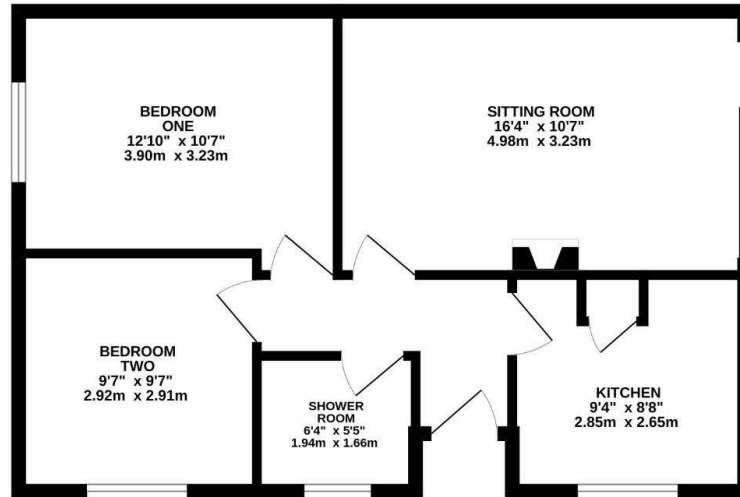 BEDROOM
ONE
12'10" x 10'7"
3.90m x 3.23m
SITTING ROOM
16'4" x 10'7"
4.98m x 3.23m
BEDROOM
TWO
9'7" x 9'7"
2.92m x 2.91m
SHOWER
ROOM
6'4" x 5'5"
1.94m x 1.66m
KITCHEN
9'4" x 8'8"
2.85m x 2.65m